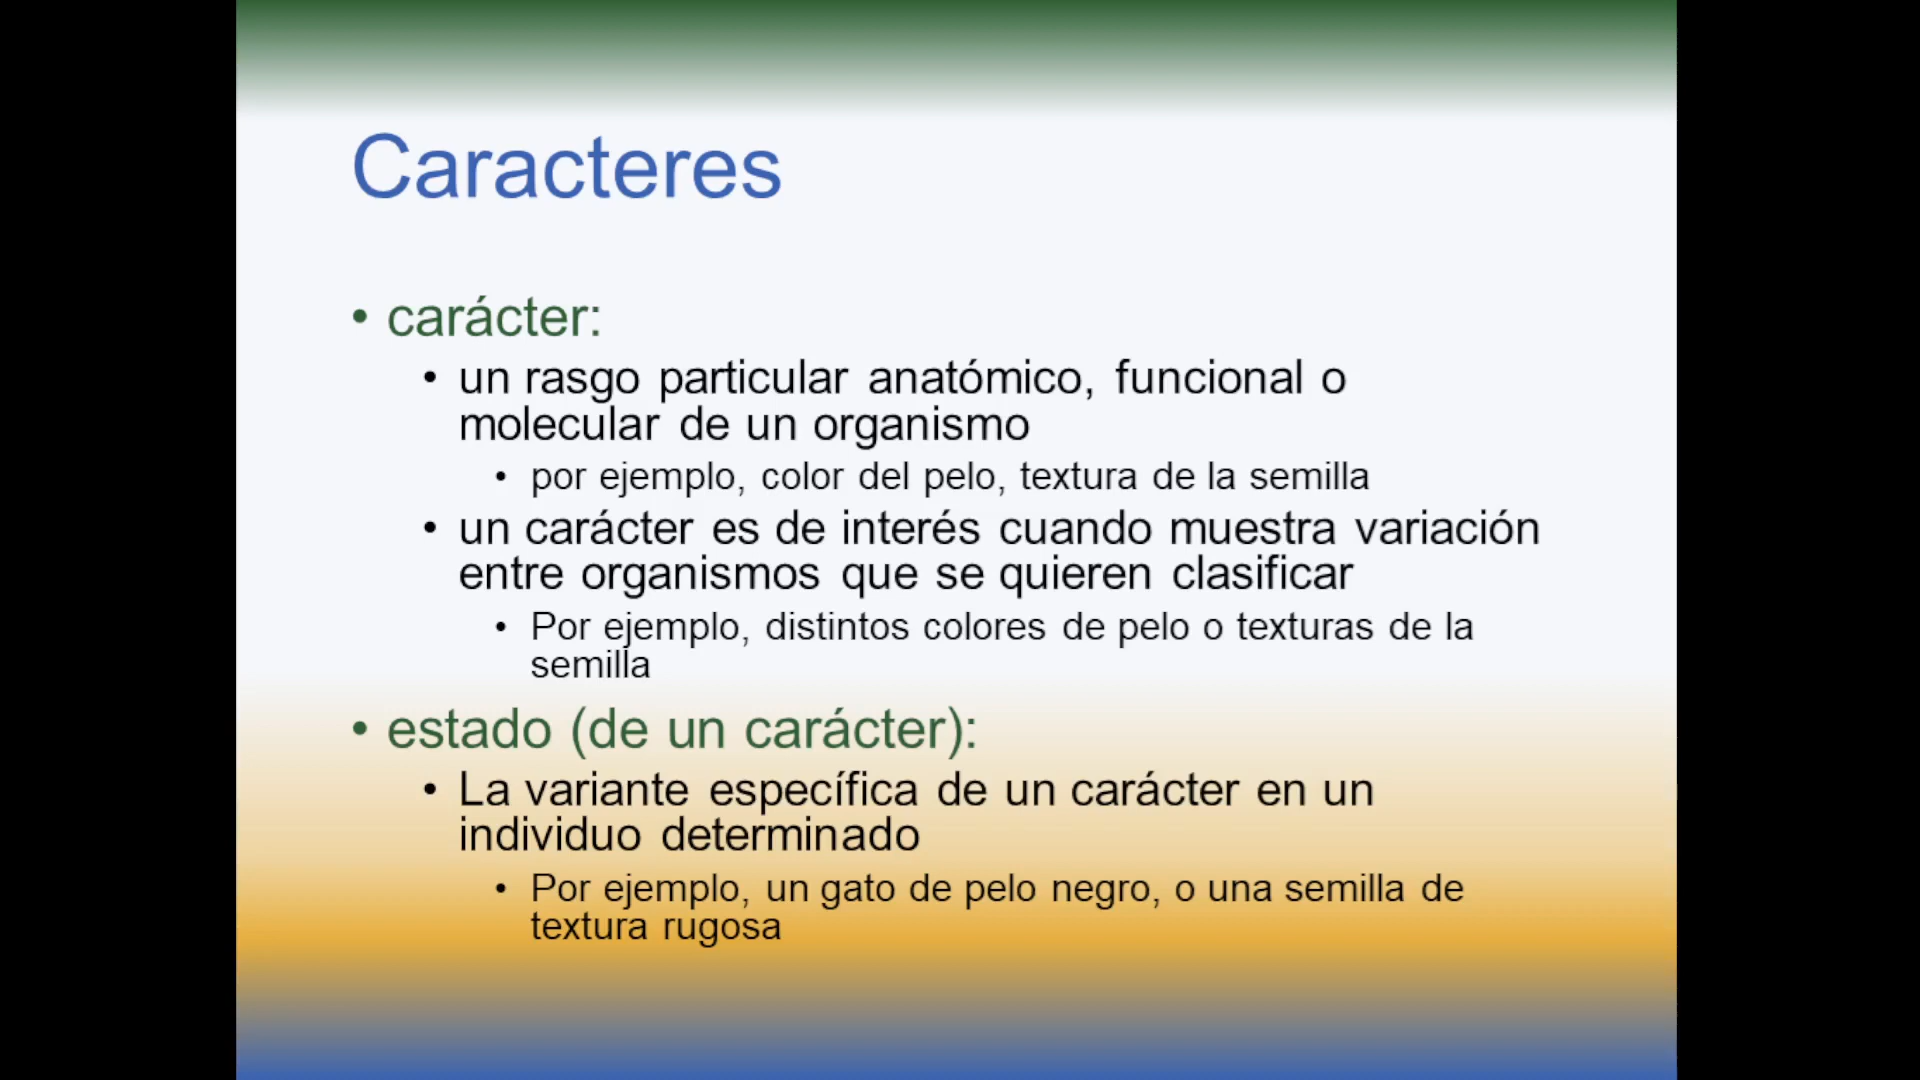 Caracteres
• carácter:
• un rasgo particular anatómico, funcional o
molecular de un organismo
• por ejemplo, color del pelo, textura de la semilla
• un carácter es de interés cuando muestra variación
entre organismos que se quieren clasificar
• Por ejemplo, distintos colores de pelo o texturas de la
semilla
• estado (de un carácter):
• La variante específica de un carácter en un
individuo determinado
• Por ejemplo, un gato de pelo negro, o una semilla de
textura rugosa